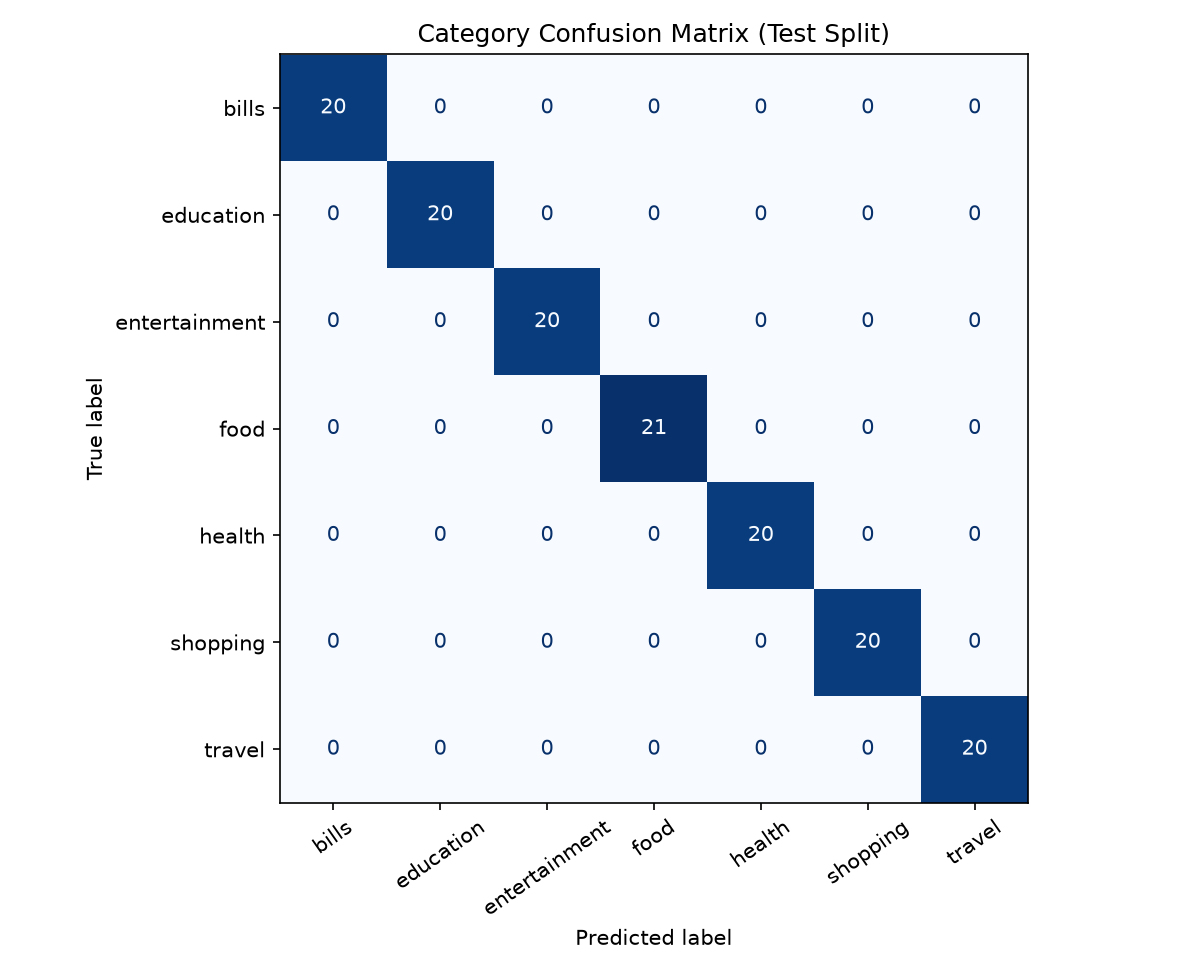 Category Confusion Matrix (Test Split)
bills 20 0 0 0 0 0 0
education 0 20 0 0 0 0 0
entertainment 0 0 20 0 0 0 0
True label
food 0 0 0 21 0 0 0
health 0 0 0 0 20 0 0
shopping 0 0 0 0 0 20 0
travel 0 0 0 0 0 0 20
bills education entertainment food health shopping travel
Predicted label